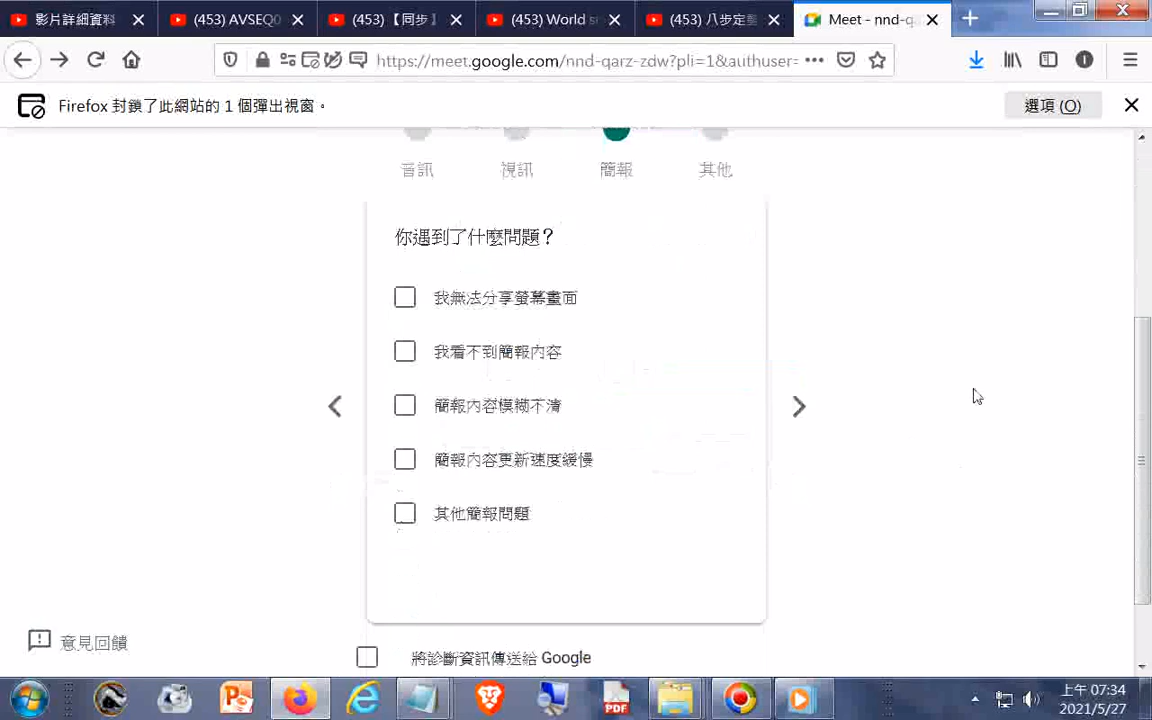 影片詳細資料
(453) AVSEQ0
(453) 【同步】
(453) World s
(453) 八步定
Meet - nnd-q
https://meet.google.com/nnd-qarz-zdw?pli=1&authuser=
Firefox 封鎖了此網站的 1 個彈出視窗。
選項 (O)
音訊
視訊
簡報
其他
你遇到了什麼問題？
我無法分享螢幕畫面
我看不到簡報內容
簡報內容模糊不清
簡報內容更新速度緩慢
其他簡報問題
意見回饋
將診斷資訊傳送給 Google
PDF
上午 07:34
2021/5/27